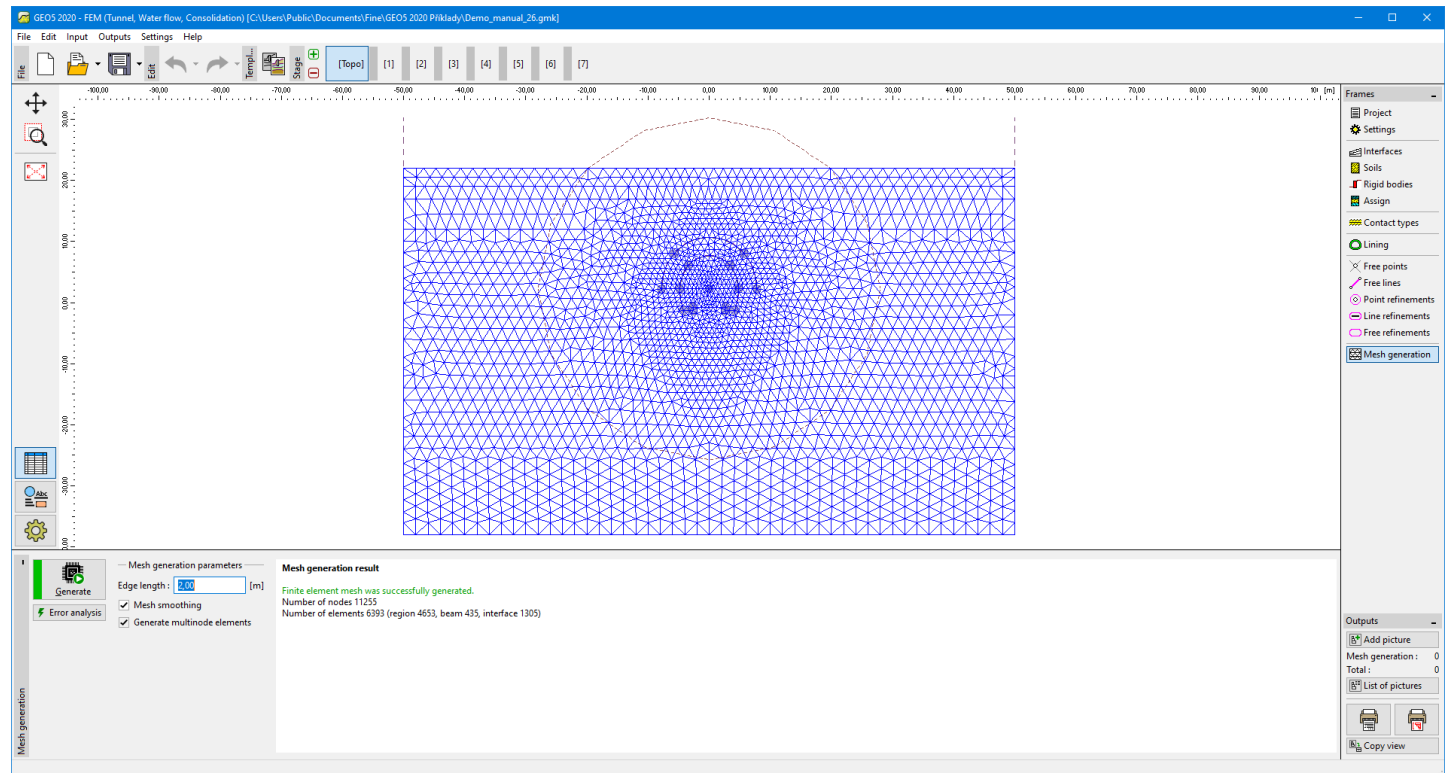 GEO5 2020 - FEM (Tunnel, Water flow, Consolidation) [C:\Users\Public\Documents\Fine\GEO5 2020 Příklady\Demo_manual_26.gmk]
File Edit Input Outputs Settings Help
File
Edit
Templ...
Stage
[Topo] [1] [2] [3] [4] [5] [6] [7]
-100,00 -90,00 -80,00 -70,00 -60,00 -50,00 -40,00 -30,00 -20,00 -10,00 0,00 10,00 20,00 30,00 40,00 50,00 60,00 70,00 80,00 90,00 [m]
30,00
20,00
10,00
0,00
-10,00
-20,00
-30,00
Abc
Frames
Project
Settings
Interfaces
Soils
Rigid bodies
Assign
Contact types
Lining
Free points
Free lines
Point refinements
Line refinements
Free refinements
Mesh generation
Mesh generation
Generate
Error analysis
Mesh generation parameters
Edge length : 2,00 [m]
Mesh smoothing
Generate multinode elements
Mesh generation result
Finite element mesh was successfully generated.
Number of nodes 11255
Number of elements 6393 (region 4653, beam 435, interface 1305)
Outputs
Add picture
Mesh generation : 0
Total : 0
List of pictures
Copy view